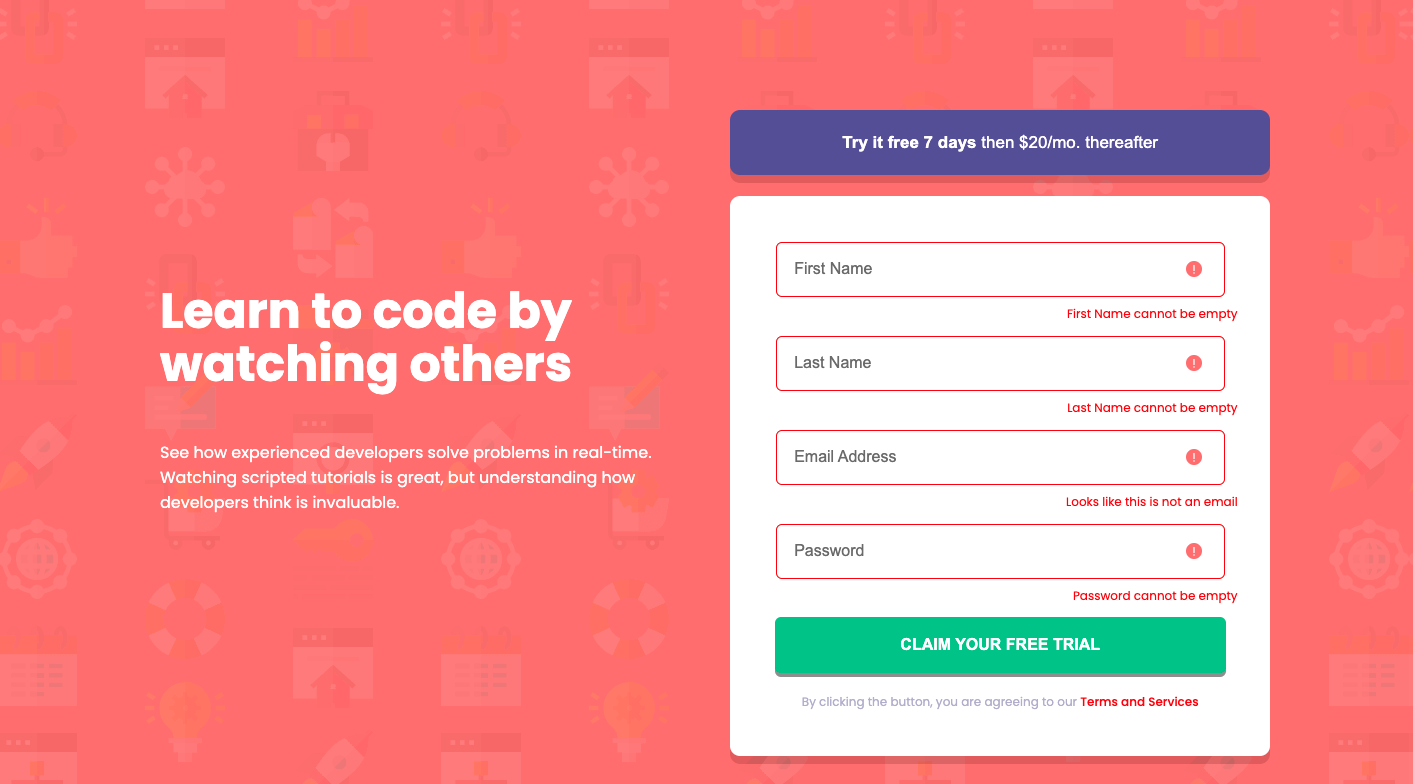 Try it free 7 days then $20/mo. thereafter
Learn to code by
watching others
See how experienced developers solve problems in real-time.
Watching scripted tutorials is great, but understanding how
developers think is invaluable.
First Name
First Name cannot be empty
Last Name
Last Name cannot be empty
Email Address
Looks like this is not an email
Password
Password cannot be empty
CLAIM YOUR FREE TRIAL
By clicking the button, you are agreeing to our Terms and Services